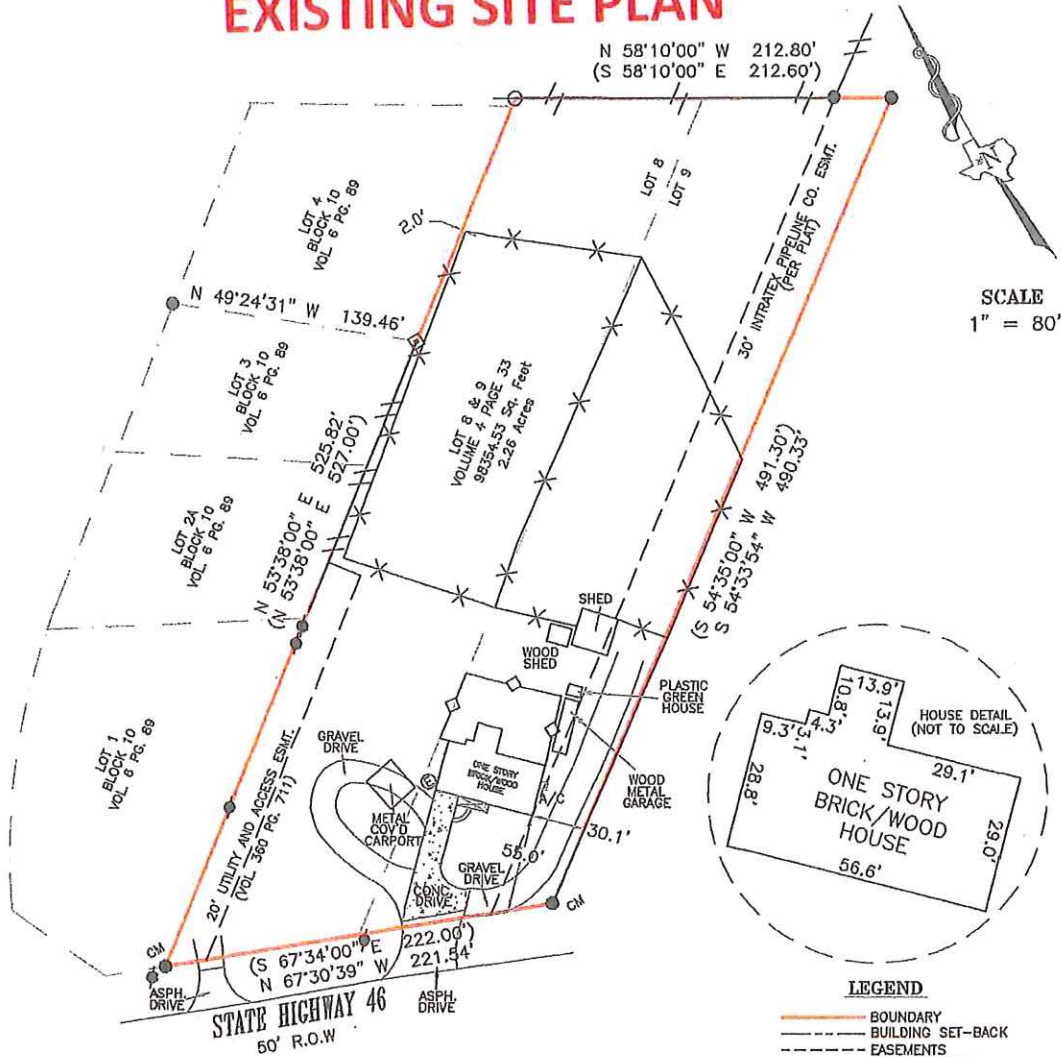 EXISTING SITE PLAN
N 58°10'00" W 212.80'
(S 58°10'00" E 212.60')
LOT 8
LOT 9
30' INTRATEX PIPELINE CO. ESMT.
(PER PLAT)
SCALE
1" = 80'
LOT 4
BLOCK 10
VOL 6 PG. 89
2.0'
N 49°24'31" W 139.46'
LOT 3
BLOCK 10
VOL 6 PG. 89
LOT 8 & 9
VOLUME 4 PAGE 33
98354.53 Sq. Feet
2.26 Acres
N 53°38'00" E 525.82'
(N 53°38'00" E 527.00')
(S 54°35'00" W 491.30')
S 54°33'54" W 490.33'
LOT 2A
BLOCK 10
VOL 6 PG. 89
SHED
WOOD
SHED
PLASTIC
GREEN
HOUSE
WOOD
METAL
GARAGE
LOT 1
BLOCK 10
VOL 6 PG. 89
GRAVEL
DRIVE
20' UTILITY AND ACCESS ESMT.
(VOL 360 PG. 711)
METAL
COV'D
CARPORT
ONE STORY
BRICK/WOOD
HOUSE
A/C
30.1'
55.0'
GRAVEL
DRIVE
CONC.
DRIVE
CM
CM
(S 67°34'00" E 222.00')
N 67°30'39" W 221.54'
ASPH.
DRIVE
ASPH.
DRIVE
STATE HIGHWAY 46
50' R.O.W
HOUSE DETAIL
(NOT TO SCALE)
13.9'
10.8'
13.9'
9.3'
4.3'
3.1'
29.1'
28.8'
ONE STORY
BRICK/WOOD
HOUSE
29.0'
56.6'
LEGEND
BOUNDARY
BUILDING SET-BACK
EASEMENTS